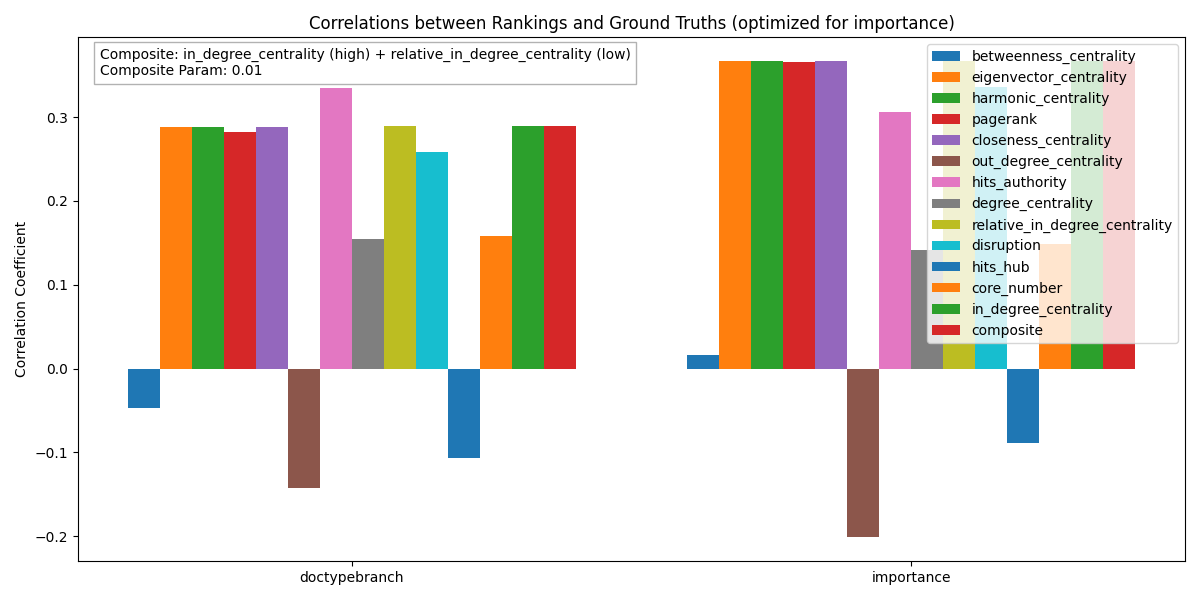 Correlations between Rankings and Ground Truths (optimized for importance)
Composite: in_degree_centrality (high) + relative_in_degree_centrality (low)
Composite Param: 0.01
betweenness_centrality
eigenvector_centrality
harmonic_centrality
pagerank
closeness_centrality
out_degree_centrality
hits_authority
degree_centrality
relative_in_degree_centrality
disruption
hits_hub
core_number
in_degree_centrality
composite
Correlation Coefficient
0.3
0.2
0.1
0.0
−0.1
−0.2
doctypebranch
importance